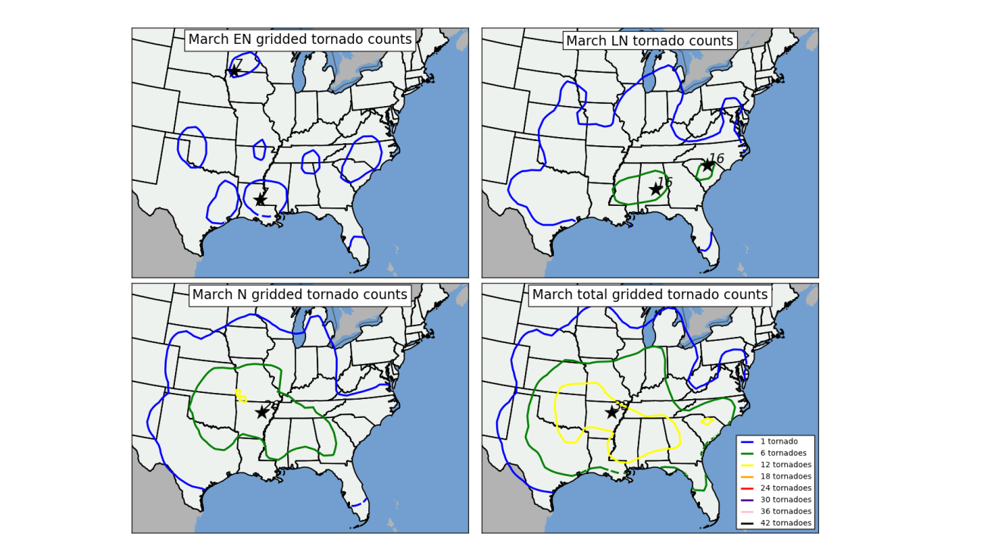 March EN gridded tornado counts
March LN tornado counts
7
7
16
16
March N gridded tornado counts
March total gridded tornado counts
1 tornado
6 tornadoes
12 tornadoes
18 tornadoes
24 tornadoes
30 tornadoes
36 tornadoes
42 tornadoes